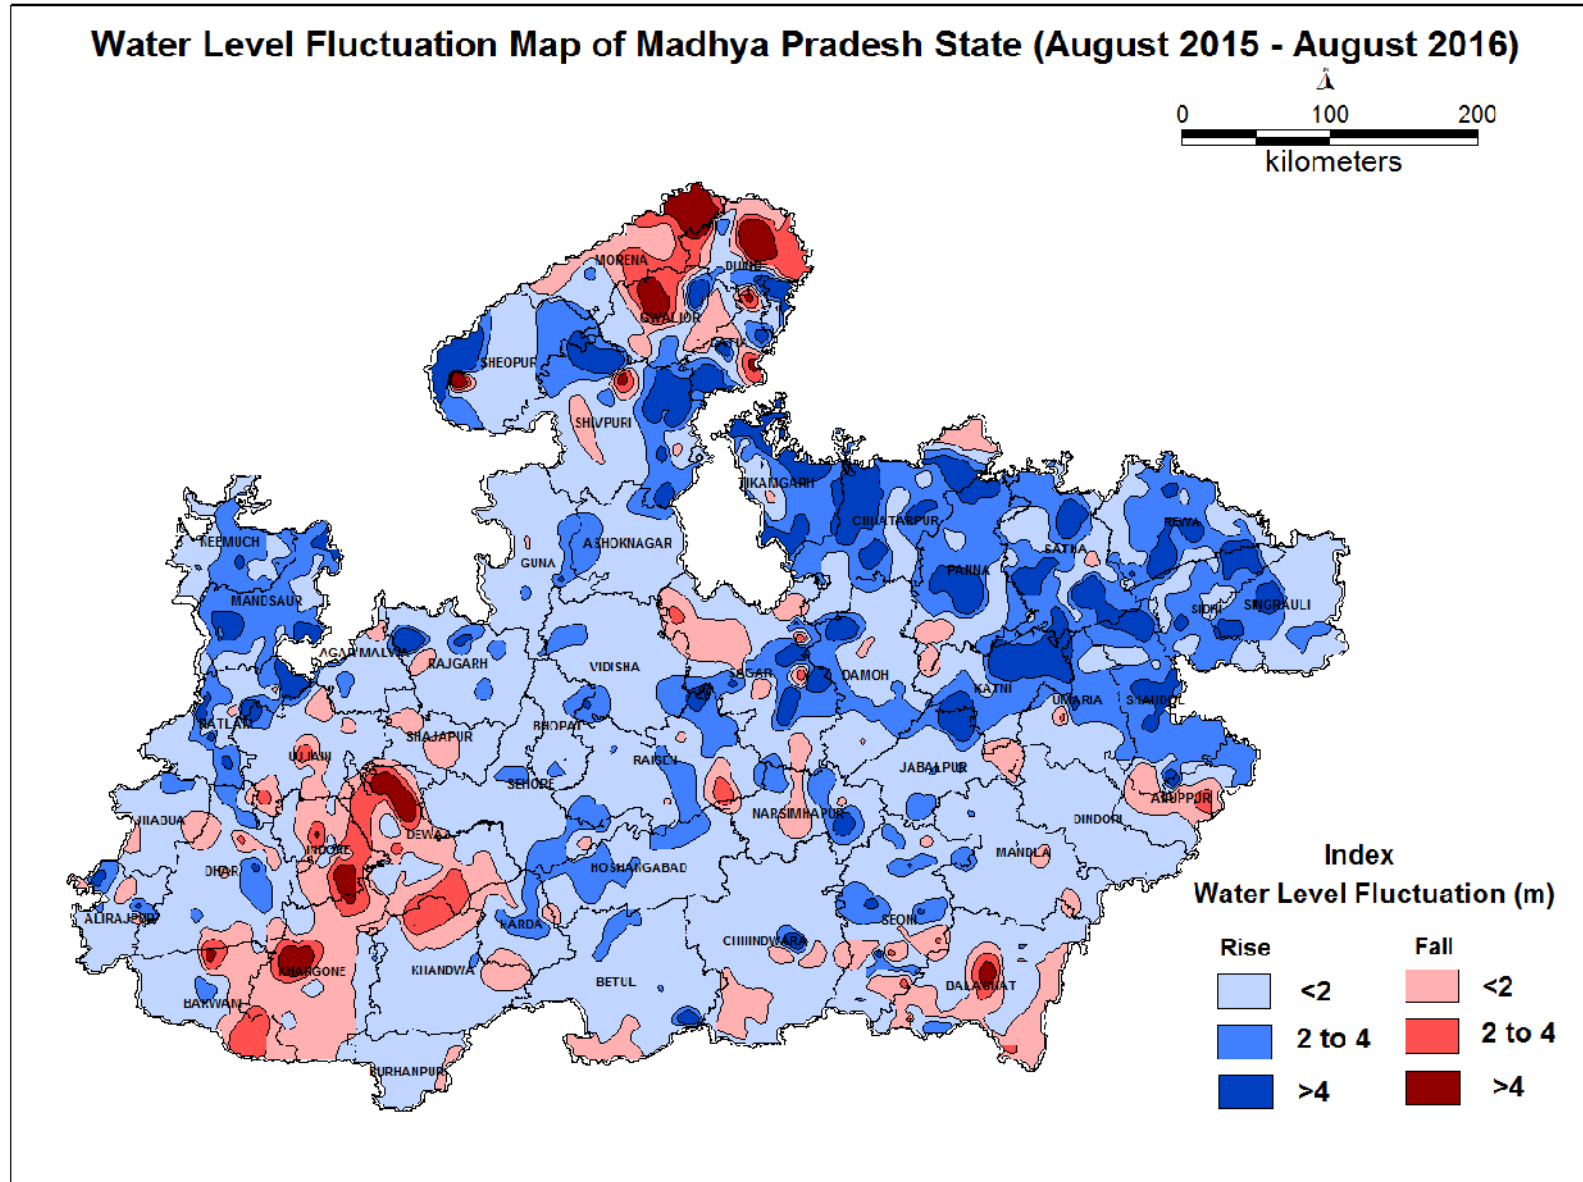 Water Level Fluctuation Map of Madhya Pradesh State (August 2015 - August 2016)
N
0 100 200
kilometers
MORENA
BHIND
GWALIOR
DATIA
SHEOPUR
SHIVPURI
TIKAMGARH
CHHATARPUR
REWA
NEEMUCH
ASHOKNAGAR
SATNA
GUNA
PANNA
MANDSAUR
SIDHI
SINGRAULI
AGAR MALWA
RAJGARH
VIDISHA
SAGAR
DAMOH
KATNI
UMARIA
SHAHDOL
RATLAM
BHOPAL
SHAJAPUR
UJJAIN
RAISEN
JABALPUR
SEHORE
ANUPPUR
JHABUA
DEWAS
NARSIMHAPUR
DINDORI
INDORE
MANDLA
DHAR
HOSHANGABAD
ALIRAJPUR
HARDA
SEONI
CHHINDWARA
KHARGONE
KHANDWA
BETUL
BALAGHAT
BARWANI
BURHANPUR
Index
Water Level Fluctuation (m)
Rise Fall
<2 <2
2 to 4 2 to 4
>4 >4